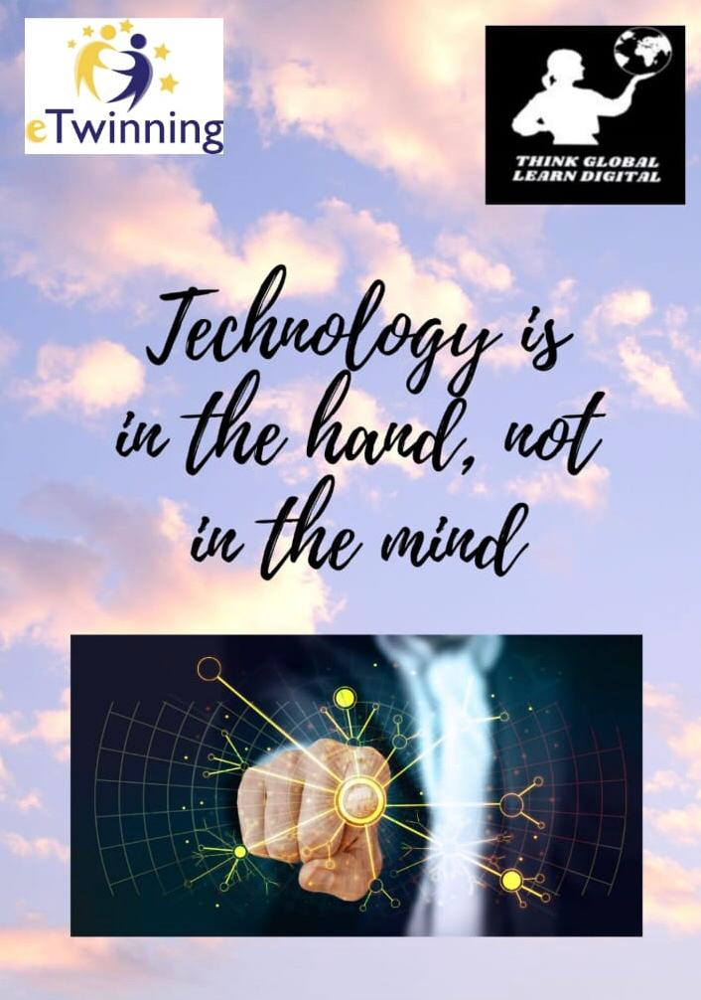 eTwinning
THINK GLOBAL
LEARN DIGITAL
Technology is
in the hand, not
in the mind